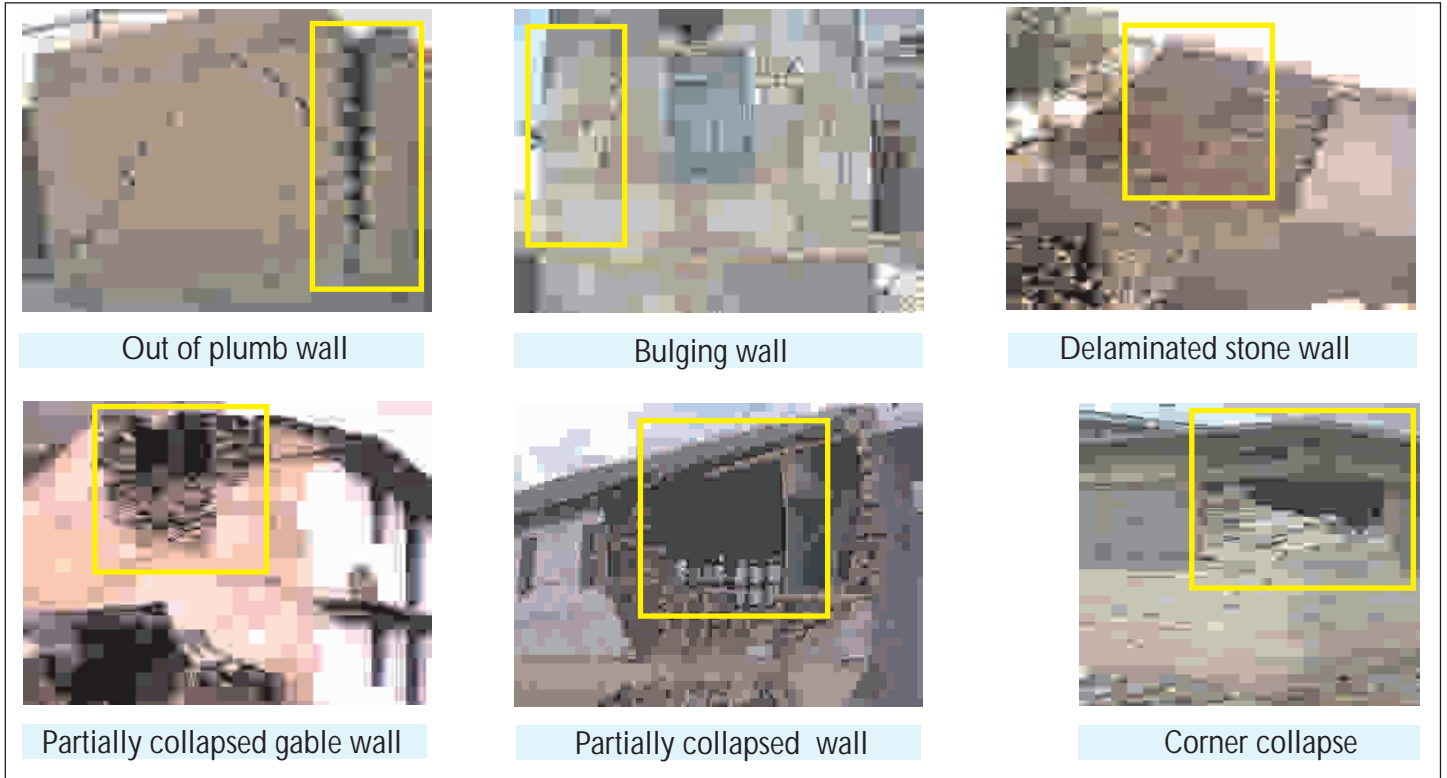 Out of plumb wall
Bulging wall
Delaminated stone wall
Partially collapsed gable wall
Partially collapsed wall
Corner collapse